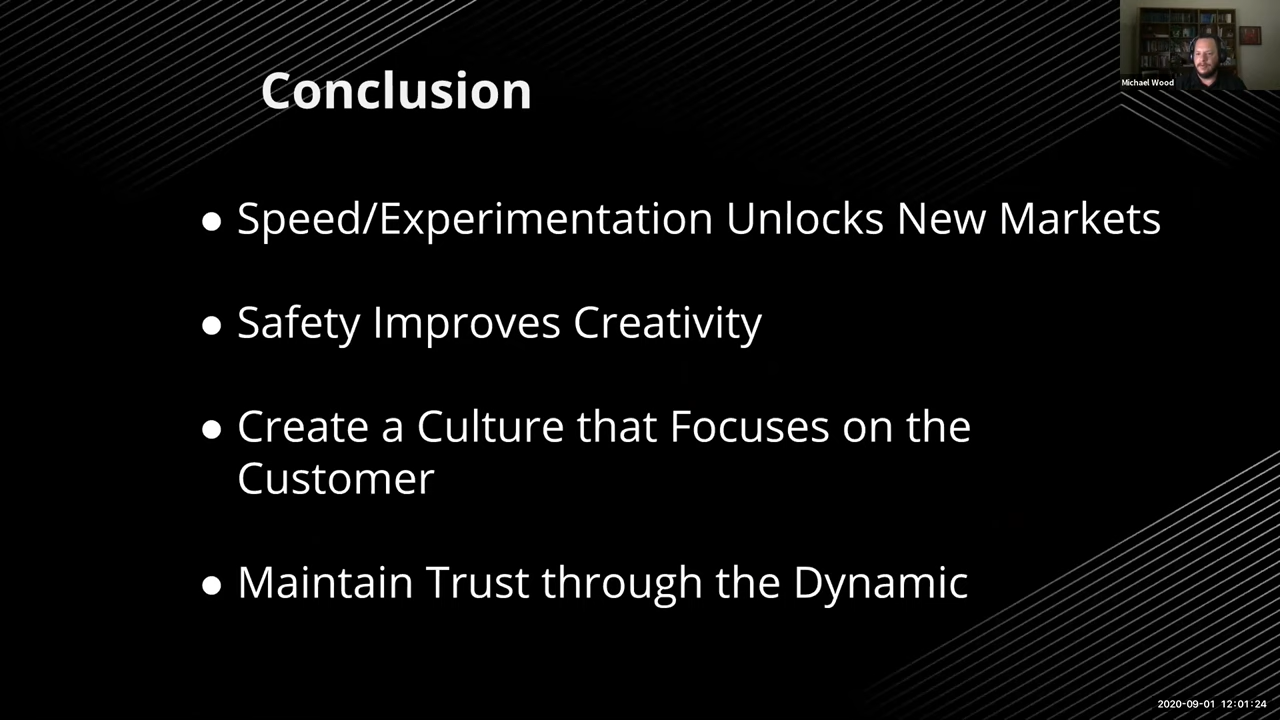 Michael Wood
Conclusion
● Speed/Experimentation Unlocks New Markets
● Safety Improves Creativity
● Create a Culture that Focuses on the
Customer
● Maintain Trust through the Dynamic
2020-09-01 12:01:24